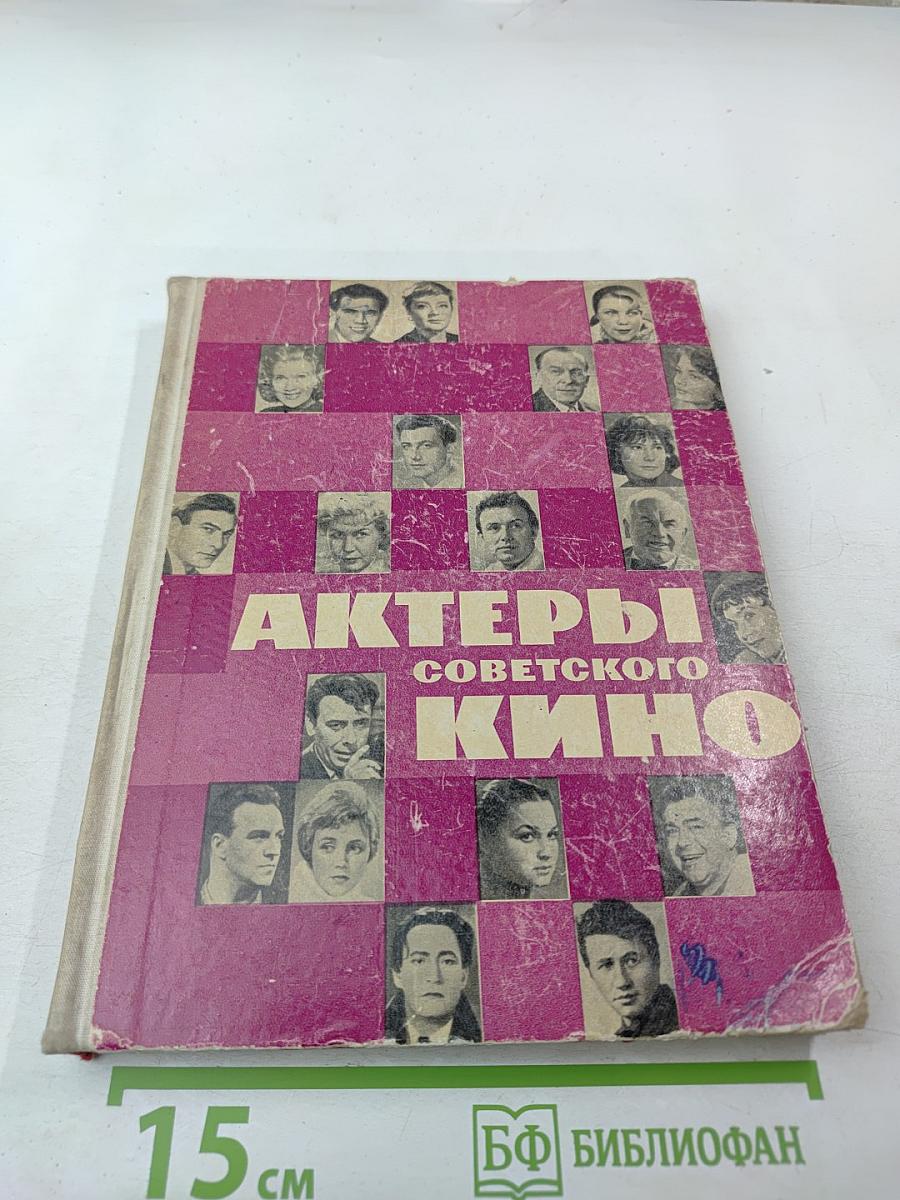 АКТЕРЫ
СОВЕТСКОГО
КИНО
15 см
БФ БИБЛИОФАН